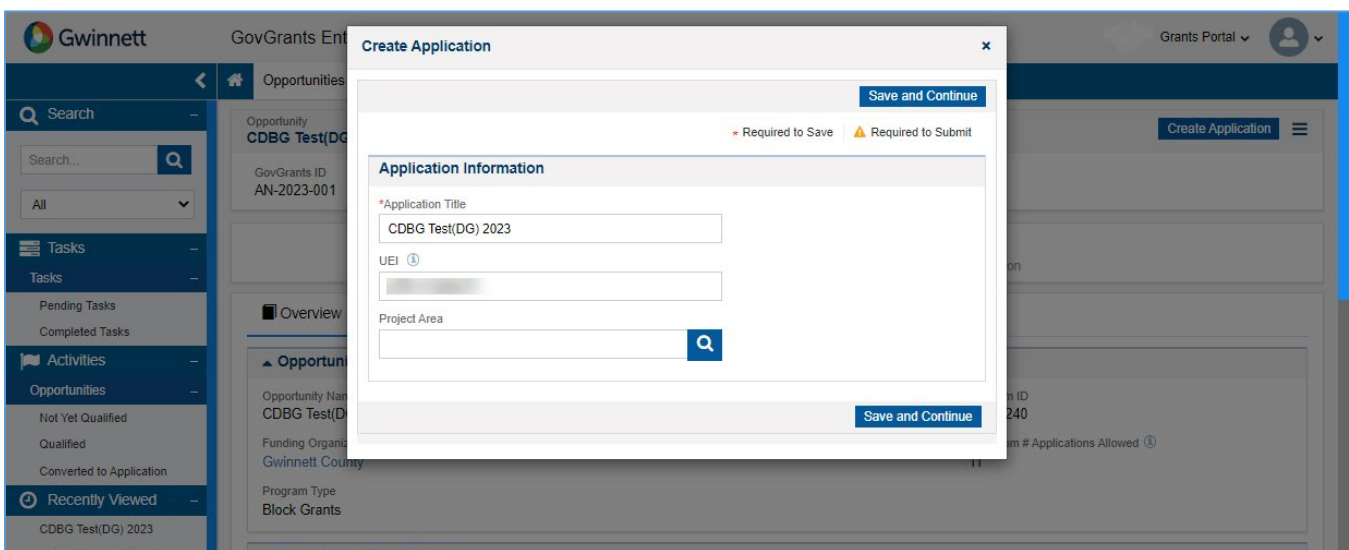 Gwinnett
GovGrants Ent
Grants Portal
Opportunities
Search
Search...
All
Tasks
Tasks
Pending Tasks
Completed Tasks
Activities
Opportunities
Not Yet Qualified
Qualified
Converted to Application
Recently Viewed
CDBG Test(DG) 2023
Opportunity
CDBG Test(DG
Create Application
GovGrants ID
AN-2023-001
on
Overview
Opportuni
Opportunity Nam
CDBG Test(D
m ID
240
Funding Organiz
Gwinnett County
um # Applications Allowed
11
Program Type
Block Grants
Create Application
×
Save and Continue
* Required to Save
Required to Submit
Application Information
*Application Title
CDBG Test(DG) 2023
UEI
Project Area
Save and Continue